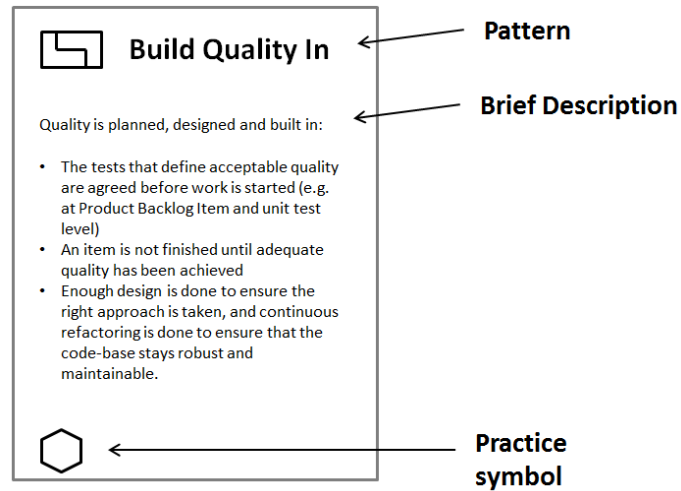 Build Quality In
Pattern
Brief Description
Quality is planned, designed and built in:
• The tests that define acceptable quality
are agreed before work is started (e.g.
at Product Backlog Item and unit test
level)
• An item is not finished until adequate
quality has been achieved
• Enough design is done to ensure the
right approach is taken, and continuous
refactoring is done to ensure that the
code-base stays robust and
maintainable.
Practice
symbol